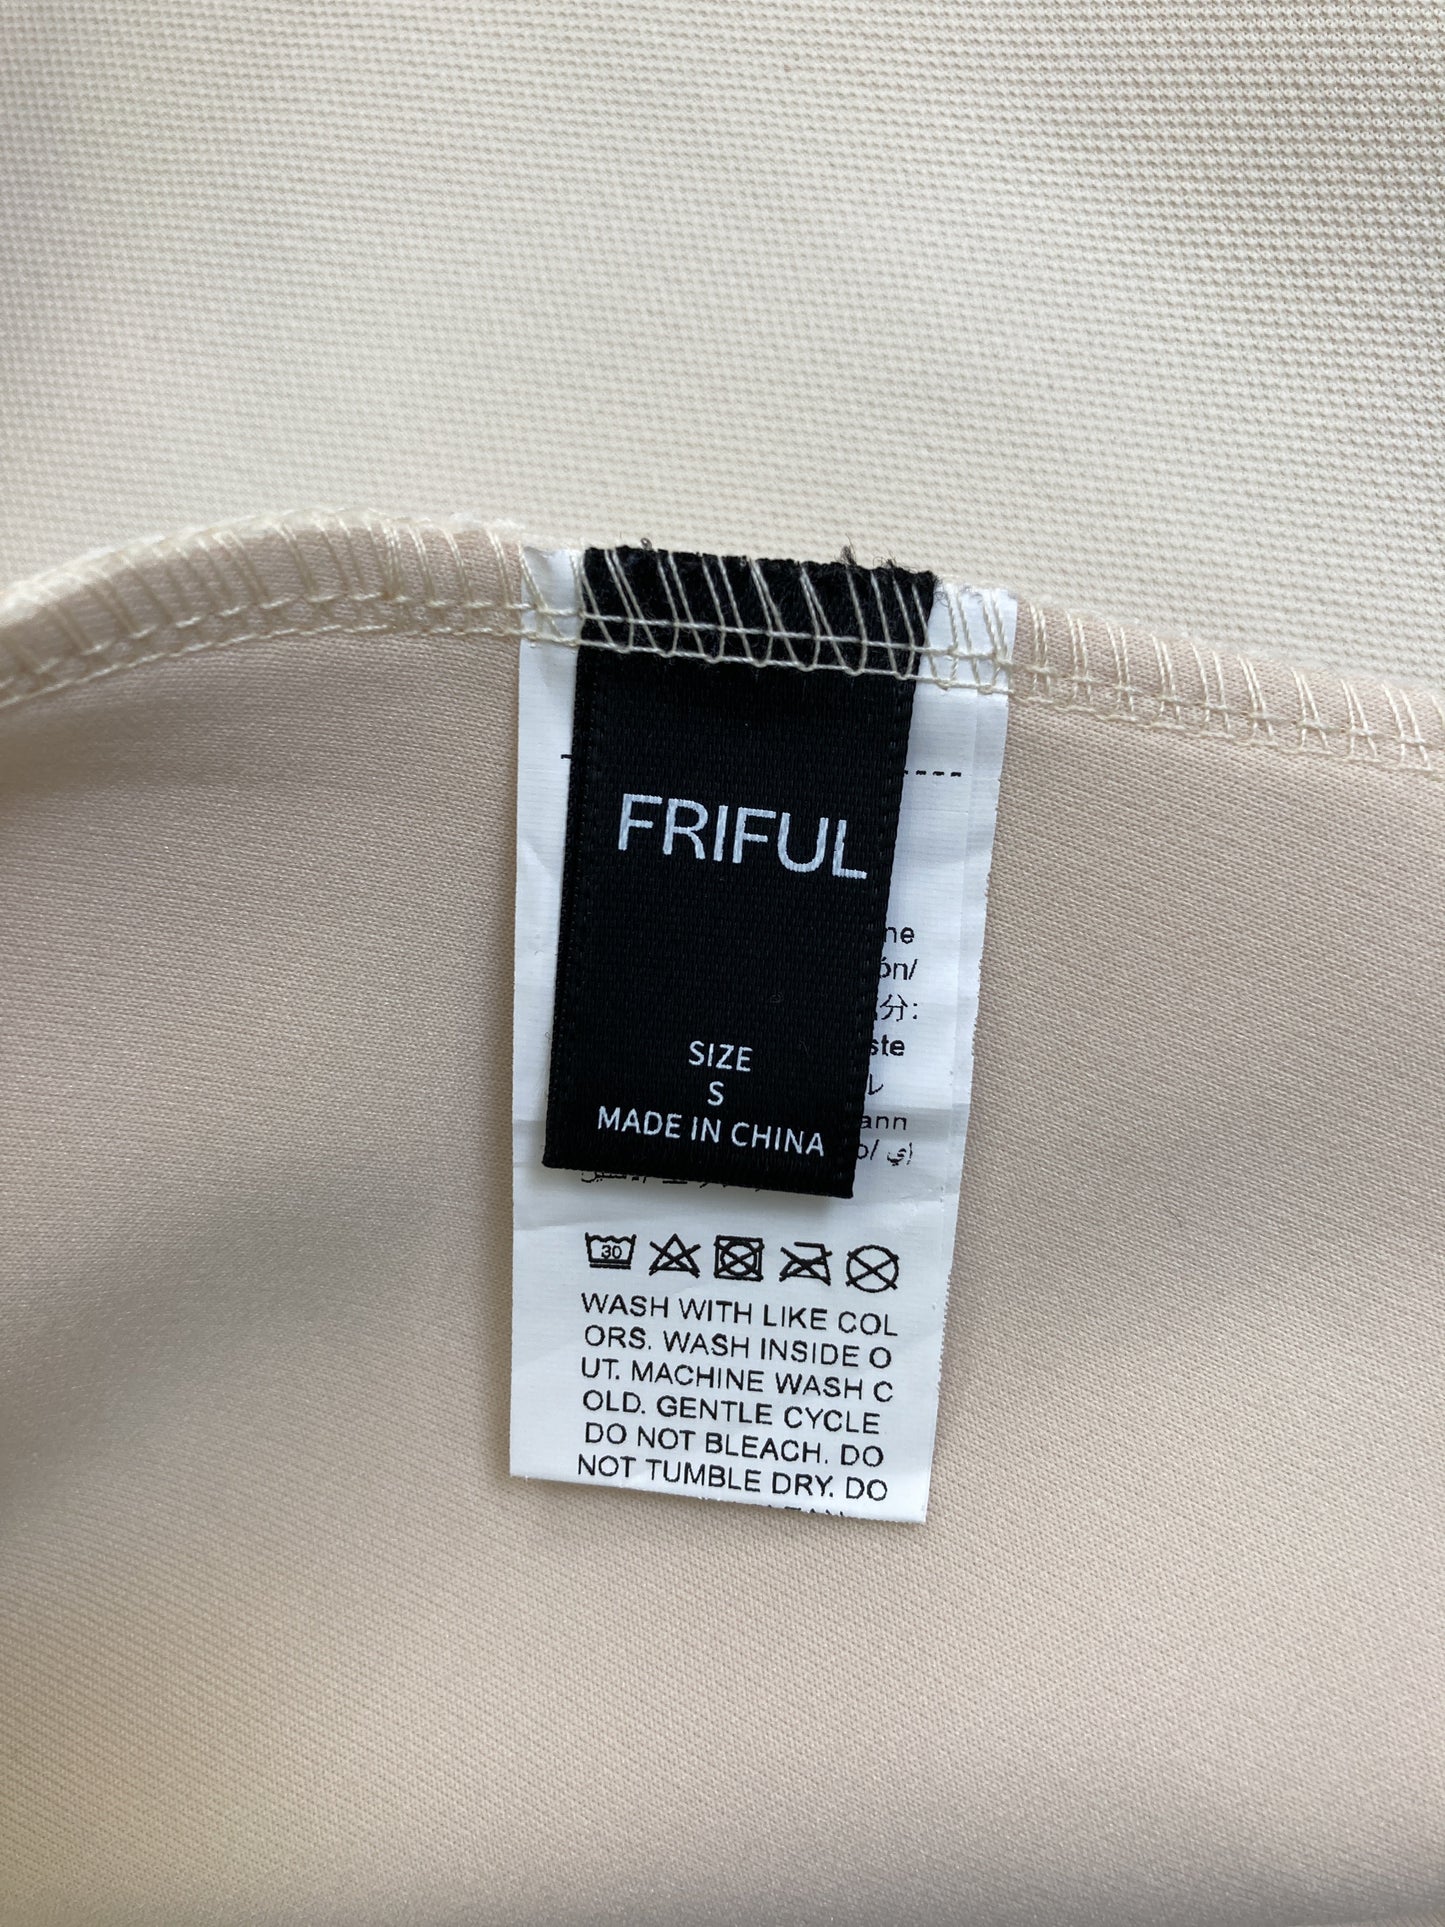 FRIFUL
SIZE
S
MADE IN CHINA
30
WASH WITH LIKE COL
ORS. WASH INSIDE O
UT. MACHINE WASH C
OLD. GENTLE CYCLE
DO NOT BLEACH. DO
NOT TUMBLE DRY. DO